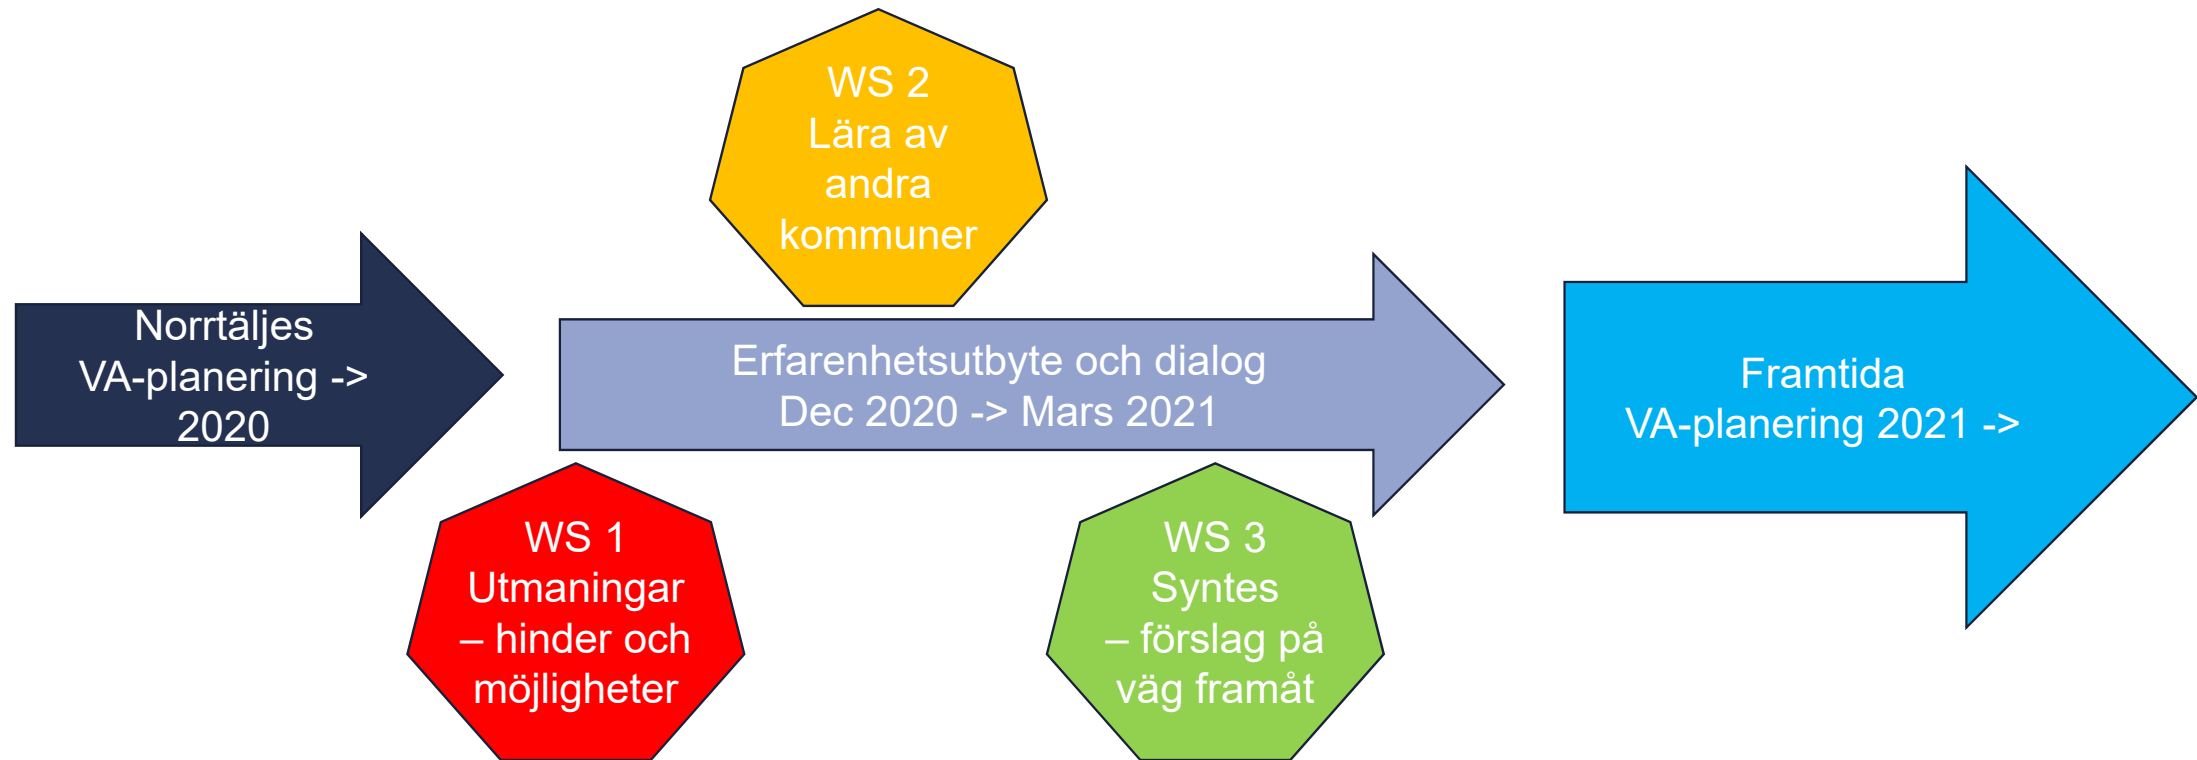 WS 2
Lära av
andra
kommuner
Norrtäljes
VA-planering ->
2020
Erfarenhetsutbyte och dialog
Dec 2020 -> Mars 2021
Framtida
VA-planering 2021 ->
WS 1
Utmaningar
– hinder och
möjligheter
WS 3
Syntes
– förslag på
väg framåt